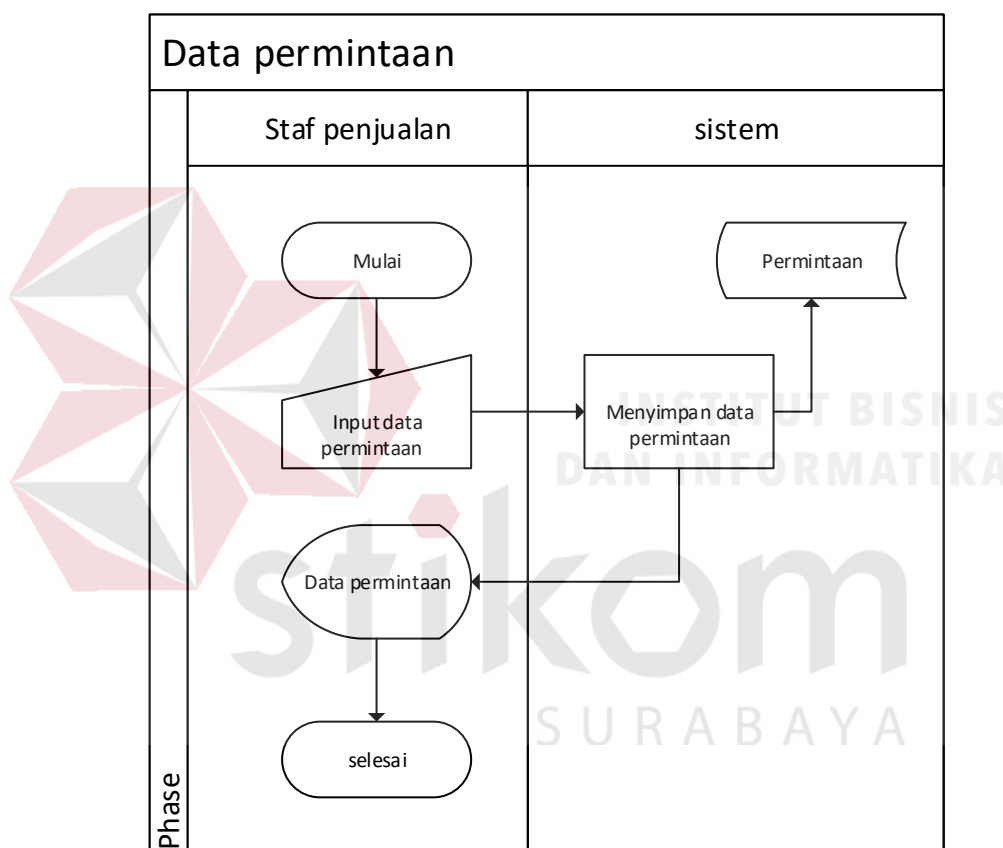 Data permintaan
Staf penjualan
sistem
Mulai
Permintaan
Input data
permintaan
Menyimpan data
permintaan
Data permintaan
selesai
Phase
INSTITUT BISNIS
DAN INFORMATIKA
stikom
SURABAYA